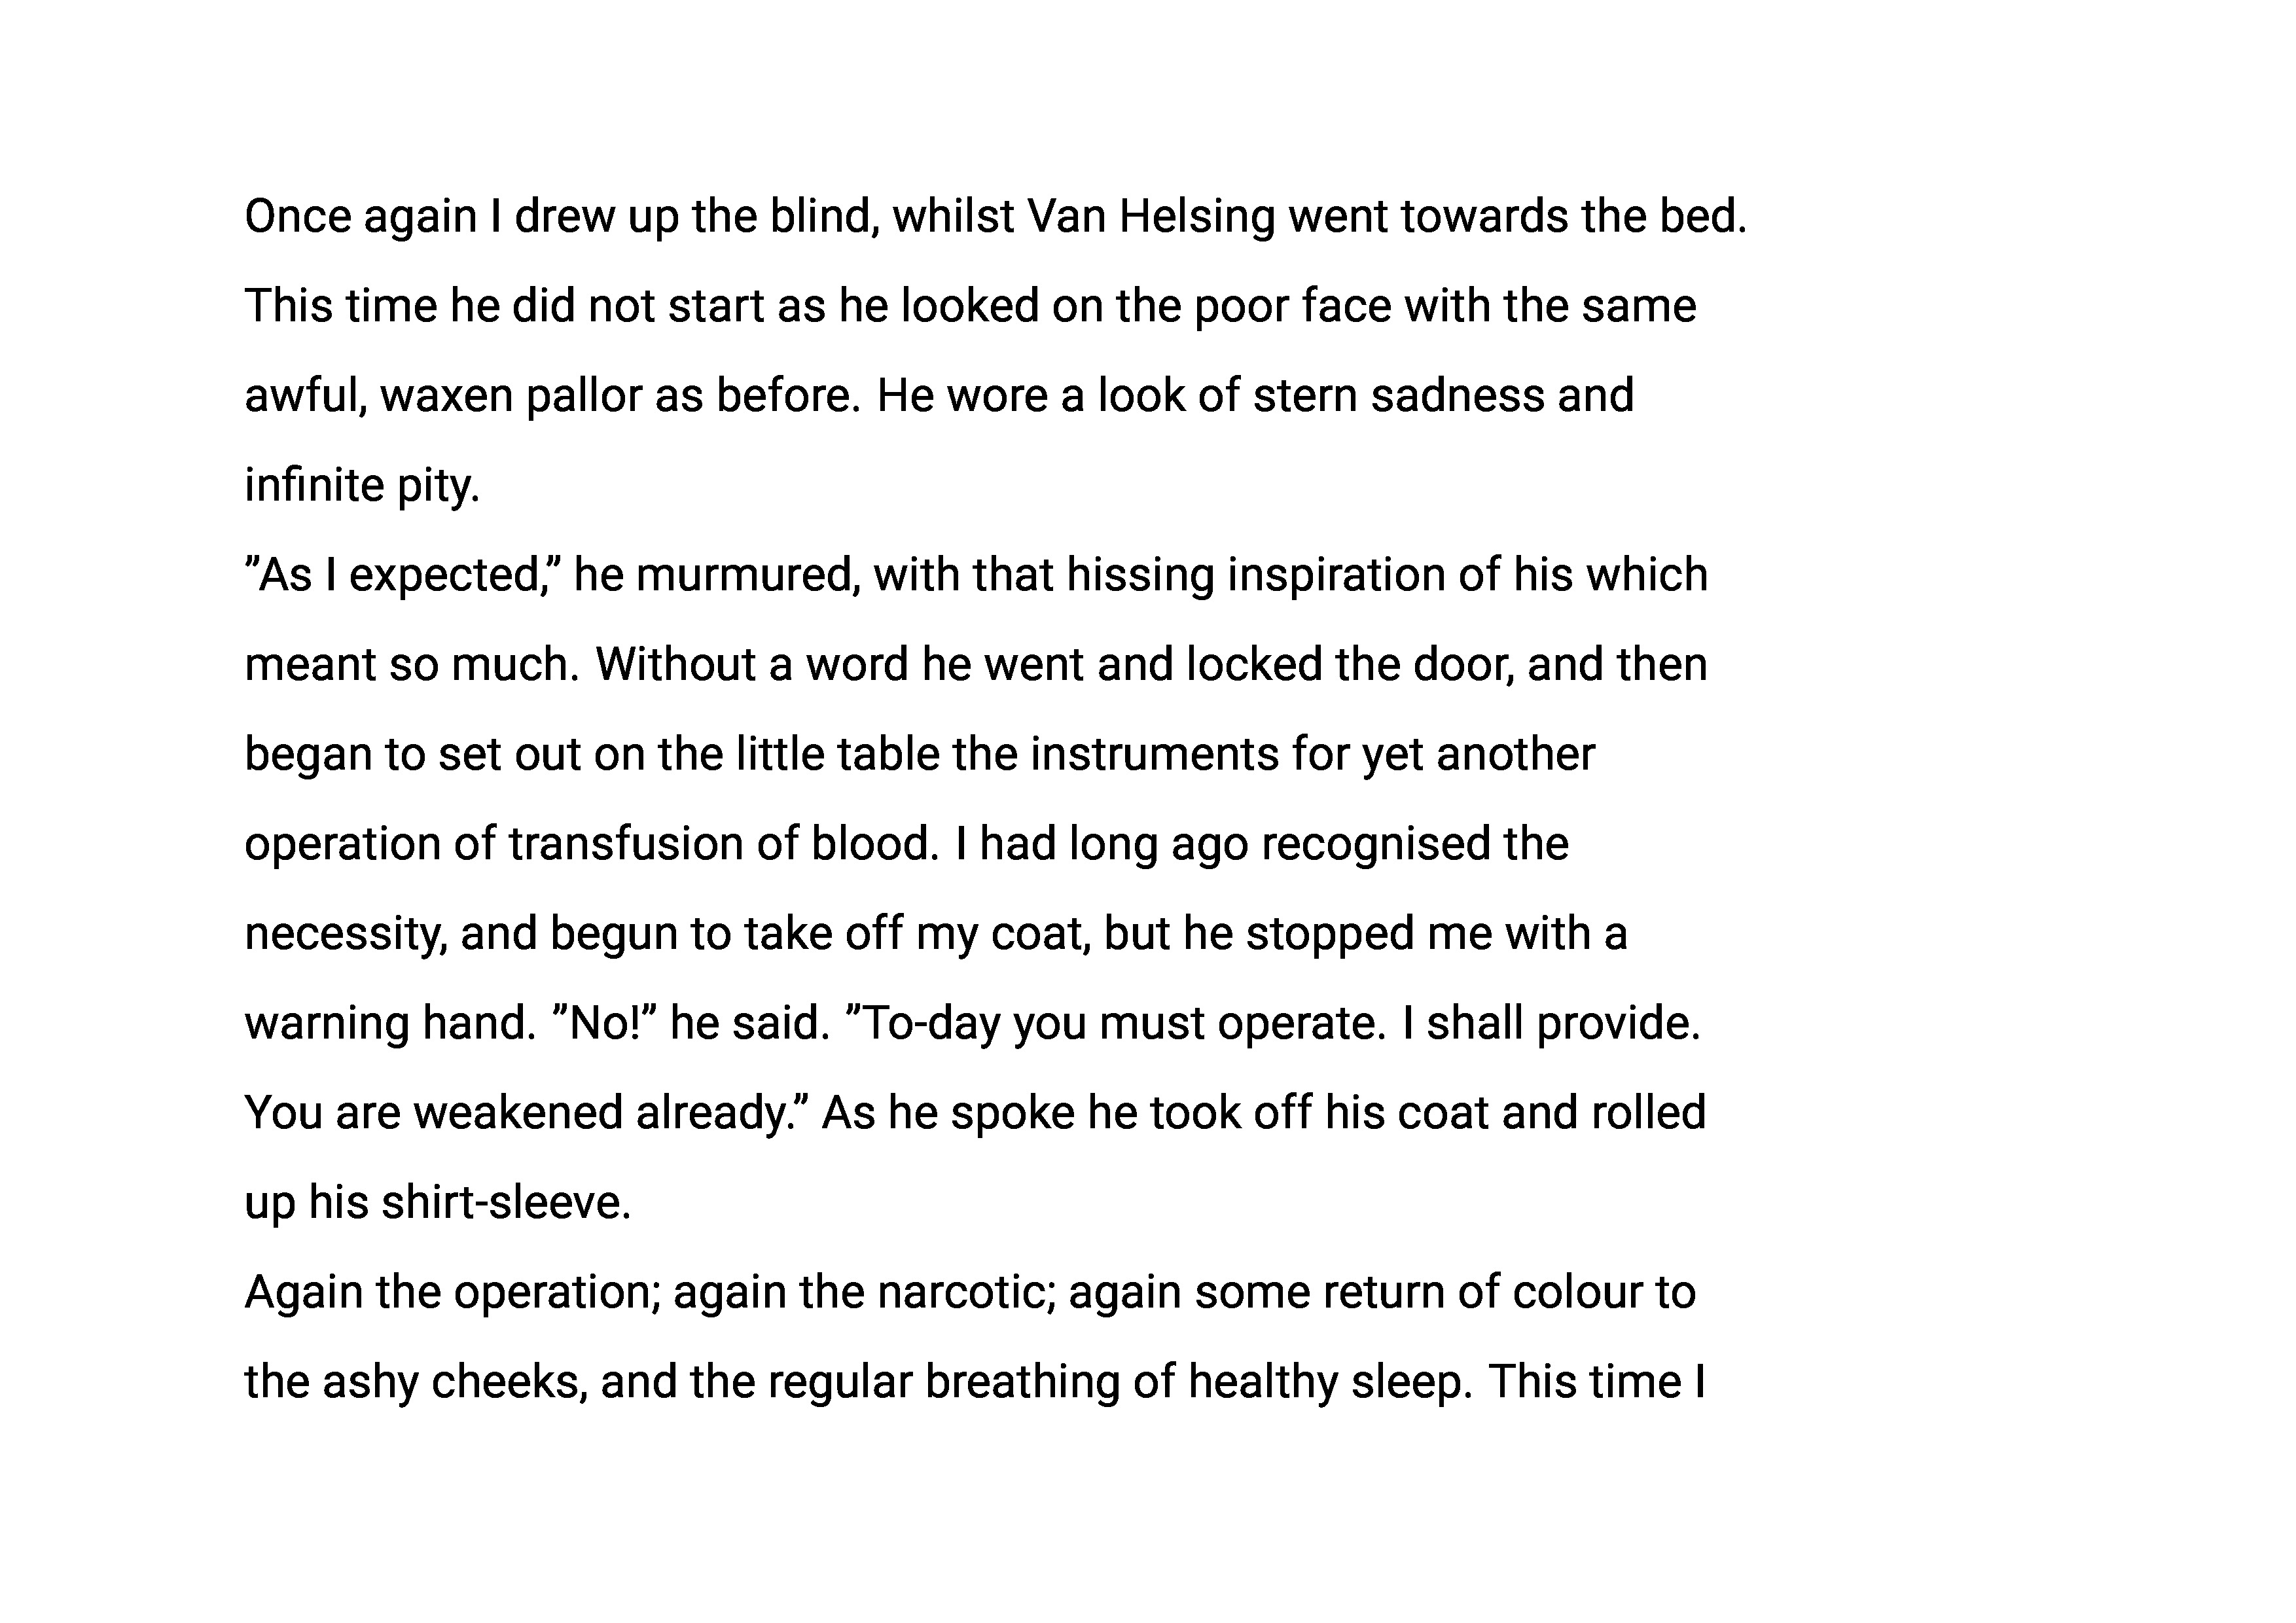 Once again I drew up the blind, whilst Van Helsing went towards the bed.
This time he did not start as he looked on the poor face with the same
awful, waxen pallor as before. He wore a look of stern sadness and
infinite pity.
”As I expected,” he murmured, with that hissing inspiration of his which
meant so much. Without a word he went and locked the door, and then
began to set out on the little table the instruments for yet another
operation of transfusion of blood. I had long ago recognised the
necessity, and begun to take off my coat, but he stopped me with a
warning hand. ”No!” he said. ”To-day you must operate. I shall provide.
You are weakened already.” As he spoke he took off his coat and rolled
up his shirt-sleeve.
Again the operation; again the narcotic; again some return of colour to
the ashy cheeks, and the regular breathing of healthy sleep. This time I